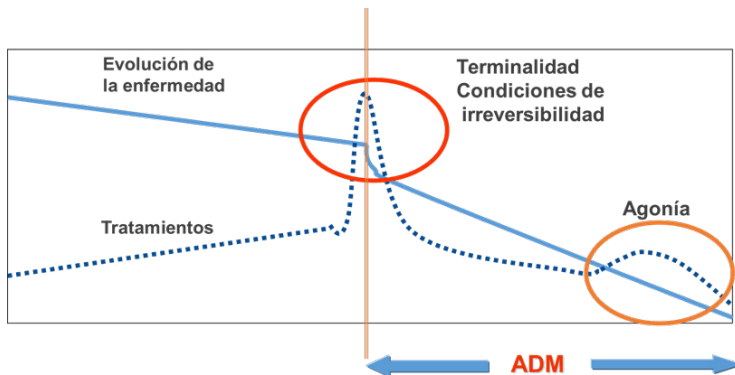 Evolución de
la enfermedad
Terminalidad
Condiciones de
irreversibilidad
Tratamientos
Agonía
ADM